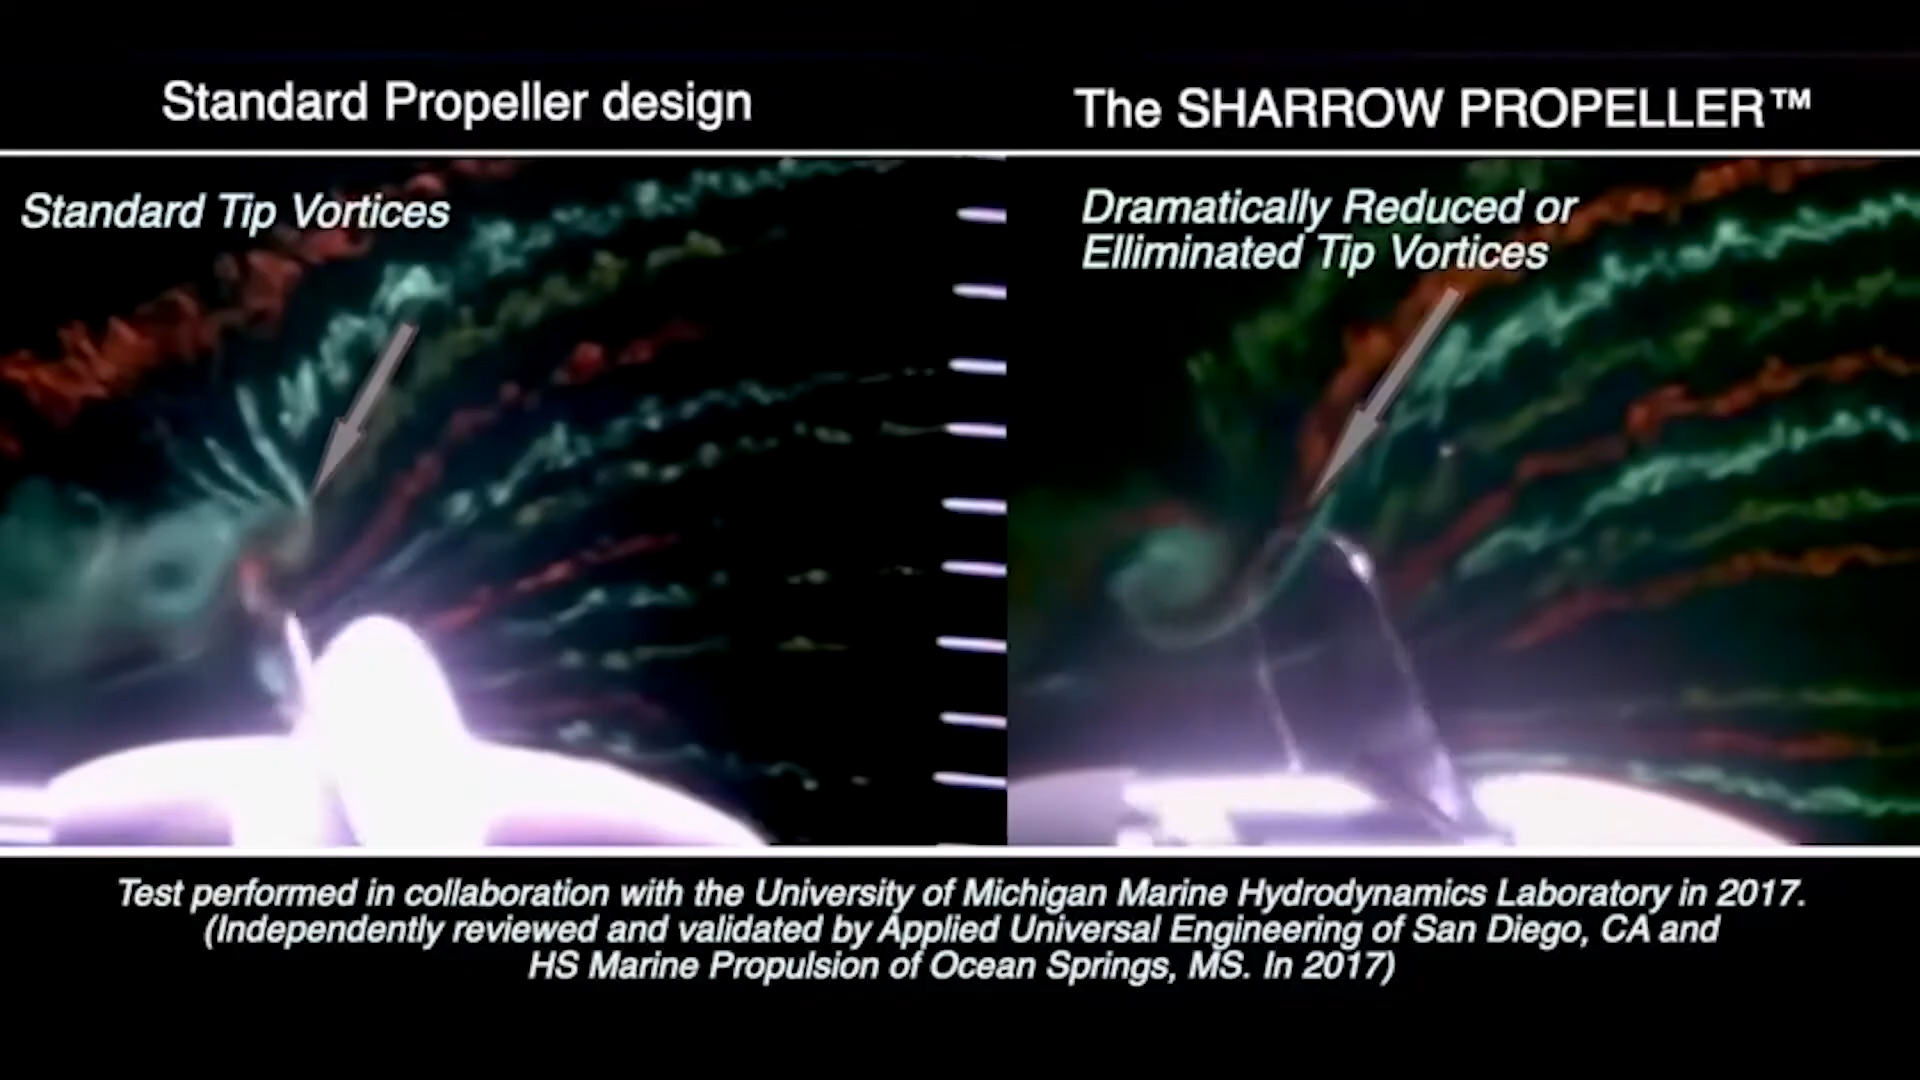 Standard Propeller design
The SHARROW PROPELLER™
Standard Tip Vortices
Dramatically Reduced or
Elliminated Tip Vortices
Test performed in collaboration with the University of Michigan Marine Hydrodynamics Laboratory in 2017.
(Independently reviewed and validated by Applied Universal Engineering of San Diego, CA and
HS Marine Propulsion of Ocean Springs, MS. In 2017)